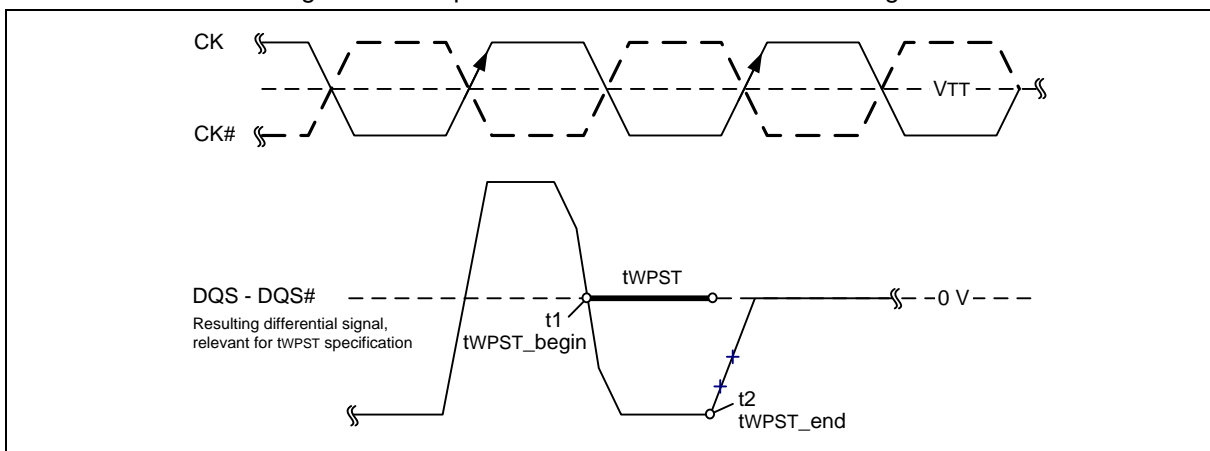 CK
VTT
CK#
tWPST
DQS - DQS#
0 V
Resulting differential signal,
relevant for tWPST specification
t1
tWPST_begin
t2
tWPST_end